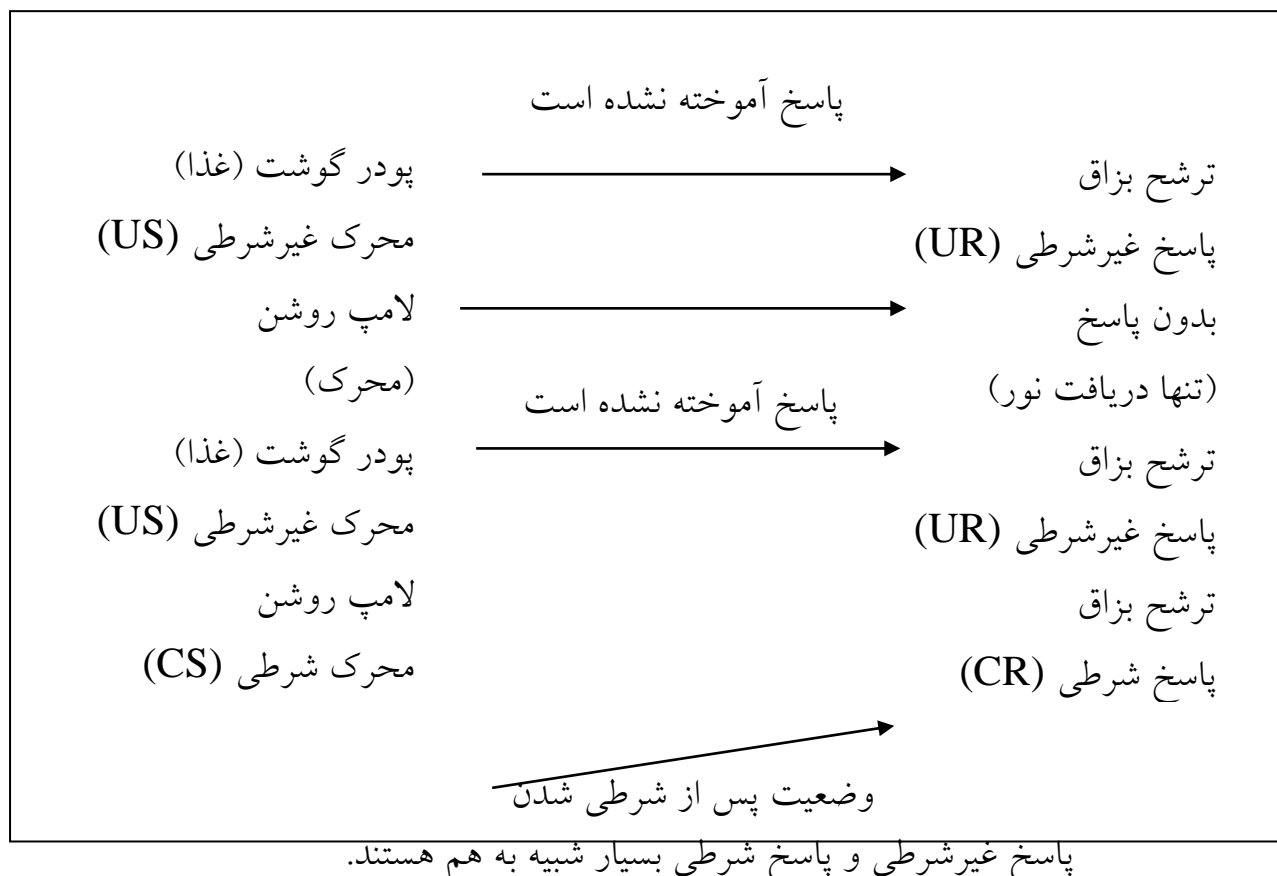 پاسخ آموخته نشده است
پودر گوشت (غذا) ترشح بزاق
محرک غیرشرطی (US) پاسخ غیرشرطی (UR)
لامپ روشن بدون پاسخ
(محرک) (تنها دریافت نور)
پاسخ آموخته نشده است
پودر گوشت (غذا) ترشح بزاق
محرک غیرشرطی (US) پاسخ غیرشرطی (UR)
لامپ روشن ترشح بزاق
محرک شرطی (CS) پاسخ شرطی (CR)
وضعیت پس از شرطی شدن
پاسخ غیرشرطی و پاسخ شرطی بسیار شبیه به هم هستند.